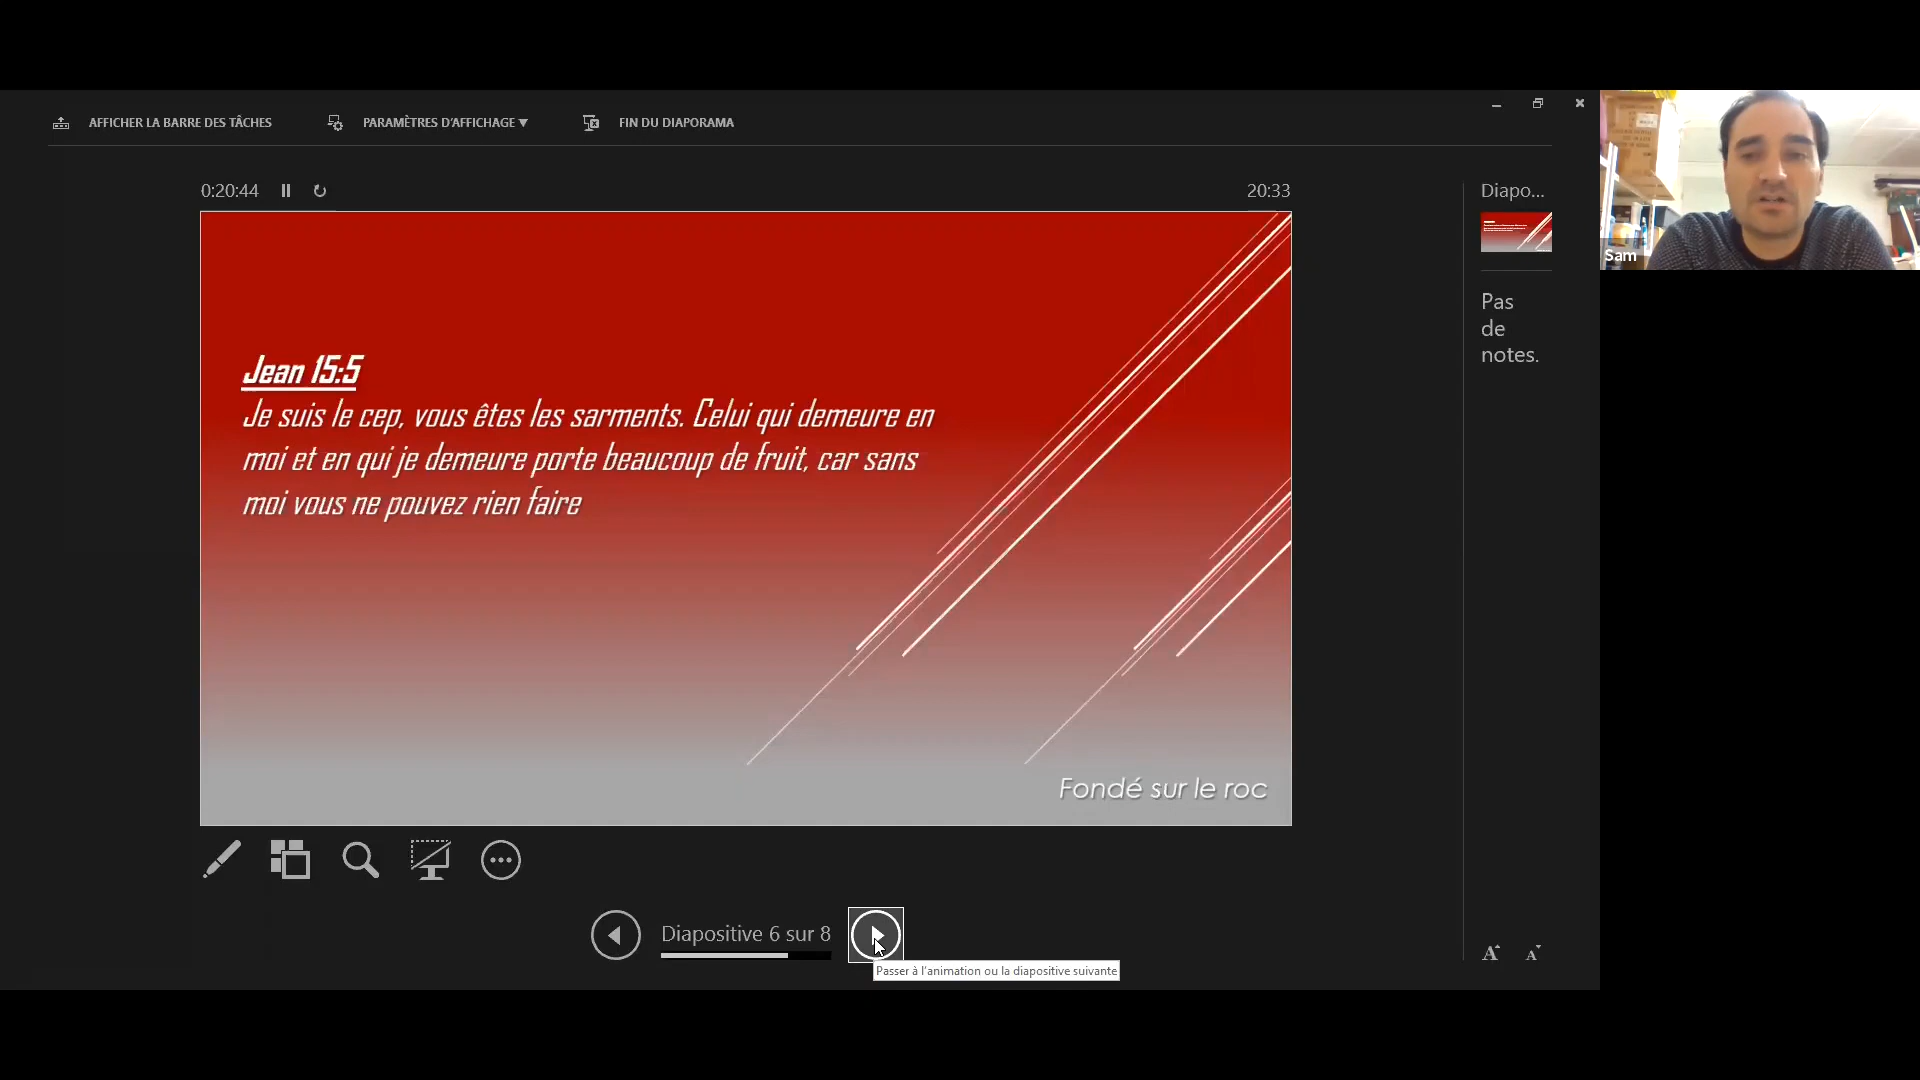 AFFICHER LA BARRE DES TÂCHES
PARAMÈTRES D'AFFICHAGE
FIN DU DIAPORAMA
0:20:44
20:33
Diapo...
Jean 15:5
Je suis le cep, vous êtes les sarments. Celui qui demeure en
moi et en qui je demeure porte beaucoup de fruit, car sans
moi vous ne pouvez rien faire
Fondé sur le roc
Pas
de
notes.
Sam
Diapositive 6 sur 8
Passer à l'animation ou la diapositive suivante
A
A